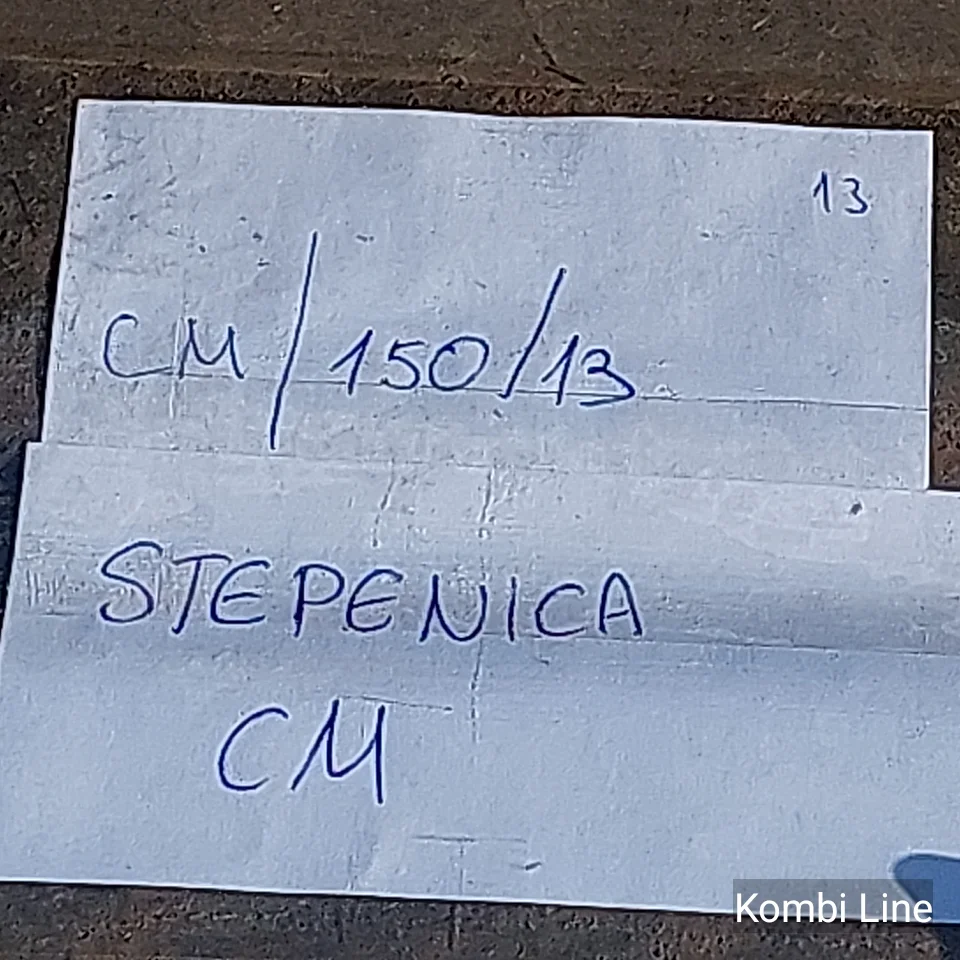 13
CM/150/13
STEPENICA
CM
Kombi Line